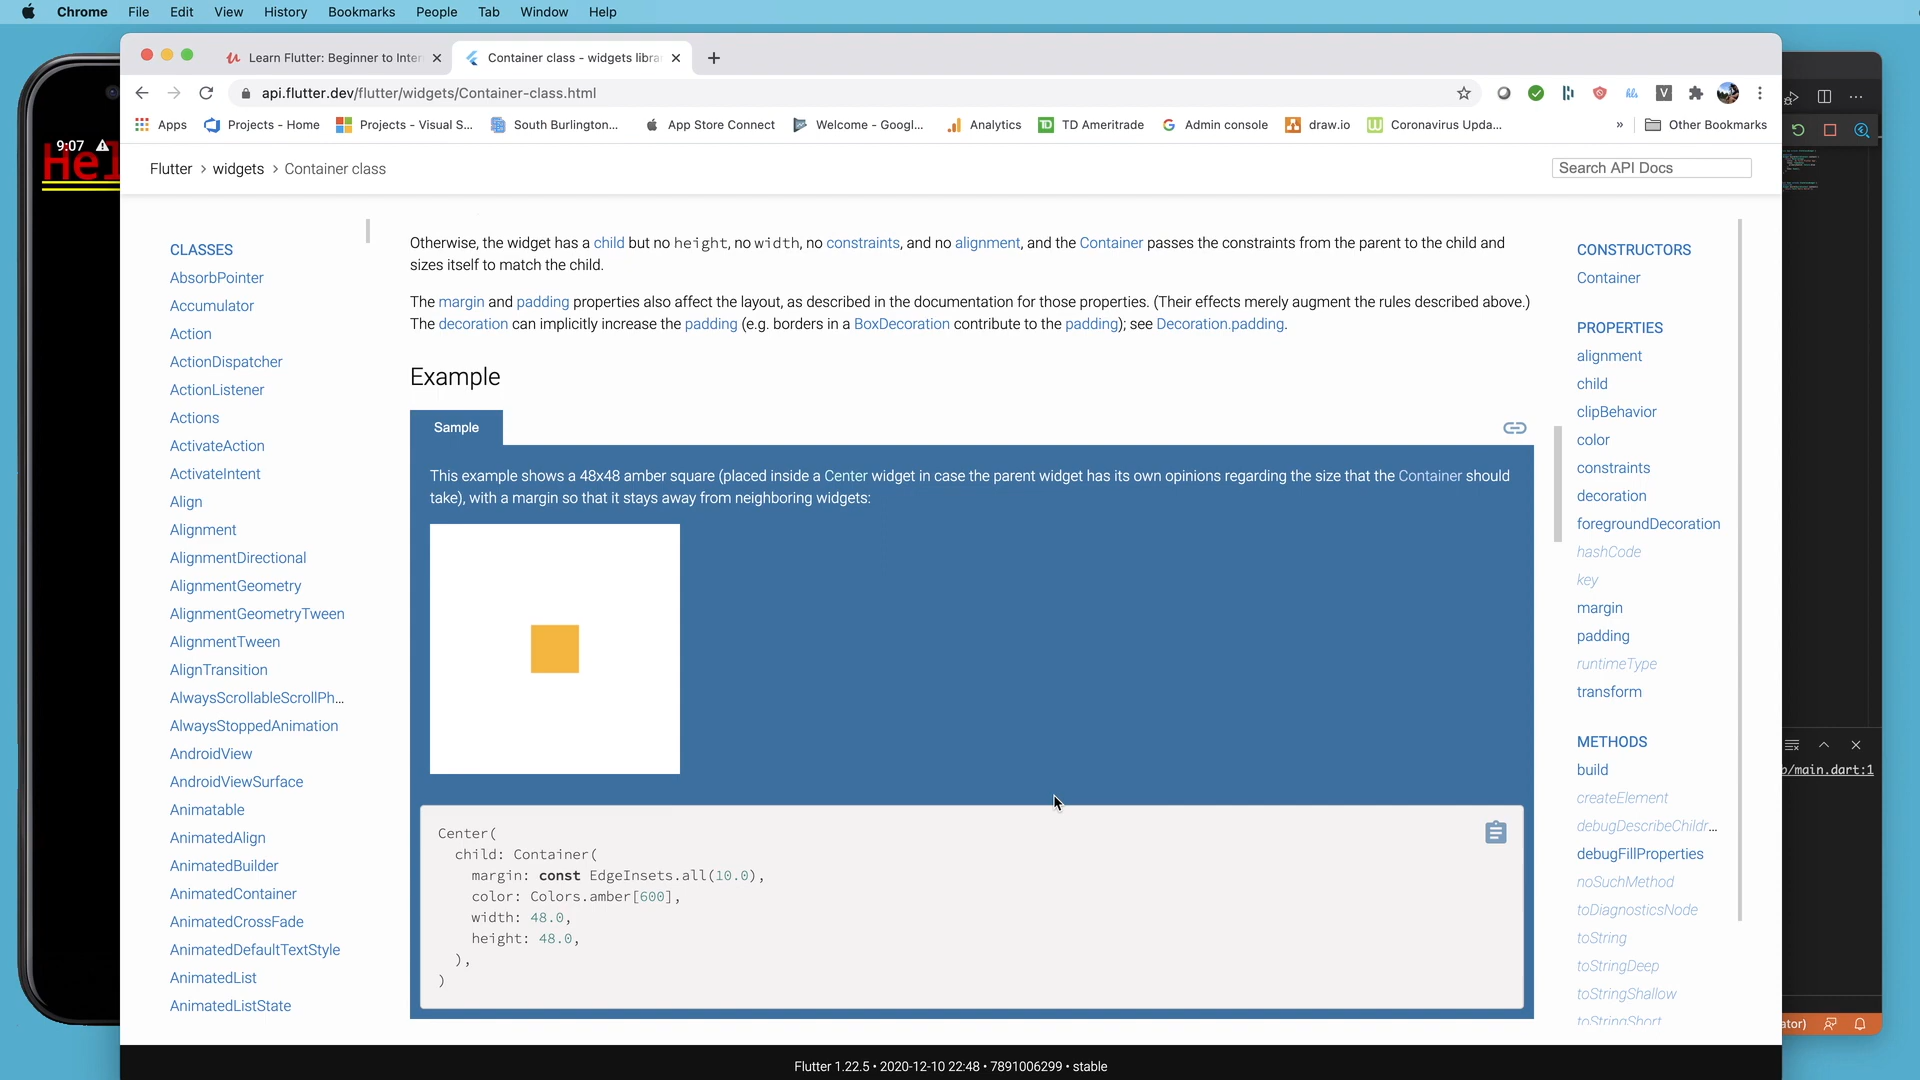 Chrome File Edit View History Bookmarks People Tab Window Help
Learn Flutter: Beginner to Inter
Container class - widgets libra
api.flutter.dev/flutter/widgets/Container-class.html
Apps Projects - Home Projects - Visual S... South Burlington... App Store Connect Welcome - Googl... Analytics TD Ameritrade Admin console draw.io Coronavirus Upda... » Other Bookmarks
9:07
Hel
Flutter > widgets > Container class
Search API Docs
CLASSES
AbsorbPointer
Accumulator
Action
ActionDispatcher
ActionListener
Actions
ActivateAction
ActivateIntent
Align
Alignment
AlignmentDirectional
AlignmentGeometry
AlignmentGeometryTween
AlignmentTween
AlignTransition
AlwaysScrollableScrollPh...
AlwaysStoppedAnimation
AndroidView
AndroidViewSurface
Animatable
AnimatedAlign
AnimatedBuilder
AnimatedContainer
AnimatedCrossFade
AnimatedDefaultTextStyle
AnimatedList
AnimatedListState
Otherwise, the widget has a child but no height, no width, no constraints, and no alignment, and the Container passes the constraints from the parent to the child and
sizes itself to match the child.
The margin and padding properties also affect the layout, as described in the documentation for those properties. (Their effects merely augment the rules described above.)
The decoration can implicitly increase the padding (e.g. borders in a BoxDecoration contribute to the padding); see Decoration.padding.
Example
Sample
This example shows a 48x48 amber square (placed inside a Center widget in case the parent widget has its own opinions regarding the size that the Container should
take), with a margin so that it stays away from neighboring widgets:
Center(
child: Container(
margin: const EdgeInsets.all(10.0),
color: Colors.amber[600],
width: 48.0,
height: 48.0,
),
)
CONSTRUCTORS
Container
PROPERTIES
alignment
child
clipBehavior
color
constraints
decoration
foregroundDecoration
hashCode
key
margin
padding
runtimeType
transform
METHODS
build
createElement
debugDescribeChildr...
debugFillProperties
noSuchMethod
toDiagnosticsNode
toString
toStringDeep
toStringShallow
toStringShort
b/main.dart:1
ator)
Flutter 1.22.5 • 2020-12-10 22:48 • 7891006299 • stable